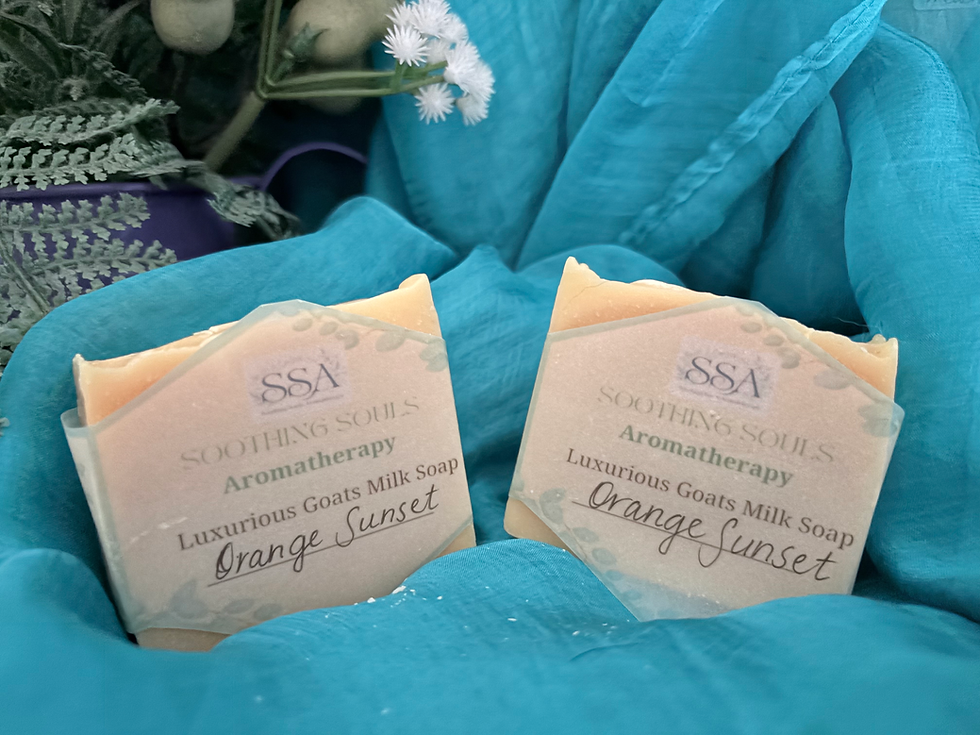 SSA
SOOTHING SOULS
Aromatherapy
Luxurious Goats Milk Soap
Orange Sunset
SSA
SOOTHING SOULS
Aromatherapy
Luxurious Goats Milk Soap
Orange Sunset